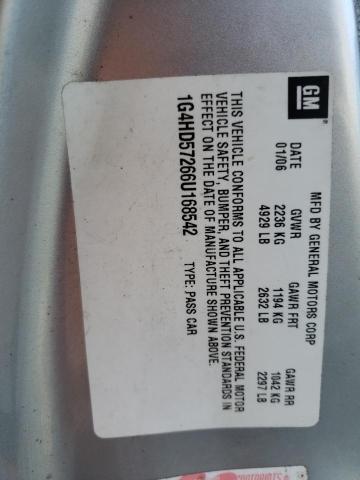 GM
MFD BY GENERAL MOTORS CORP
DATE GVWR GAWR FRT GAWR RR
01/06 2236 KG 1194 KG 1042 KG
4929 LB 2632 LB 2297 LB
THIS VEHICLE CONFORMS TO ALL APPLICABLE U.S. FEDERAL MOTOR
VEHICLE SAFETY, BUMPER, AND THEFT PREVENTION STANDARDS IN
EFFECT ON THE DATE OF MANUFACTURE SHOWN ABOVE.
1G4HD57266U168542 TYPE: PASS CAR